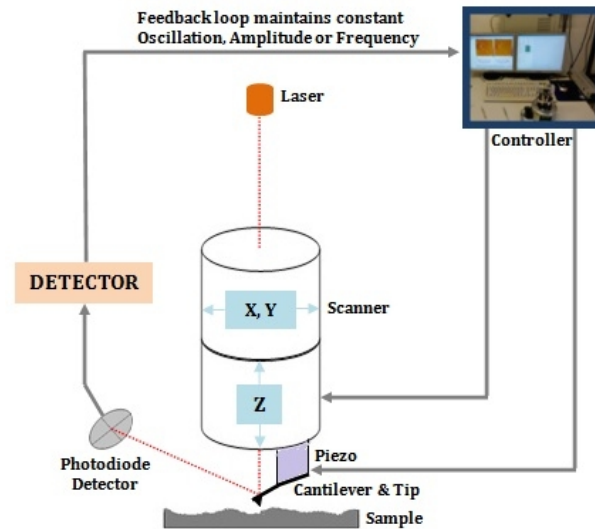 Feedback loop maintains constant
Oscillation, Amplitude or Frequency
Laser
Controller
DETECTOR
X, Y
Scanner
Z
Photodiode
Detector
Piezo
Cantilever & Tip
Sample